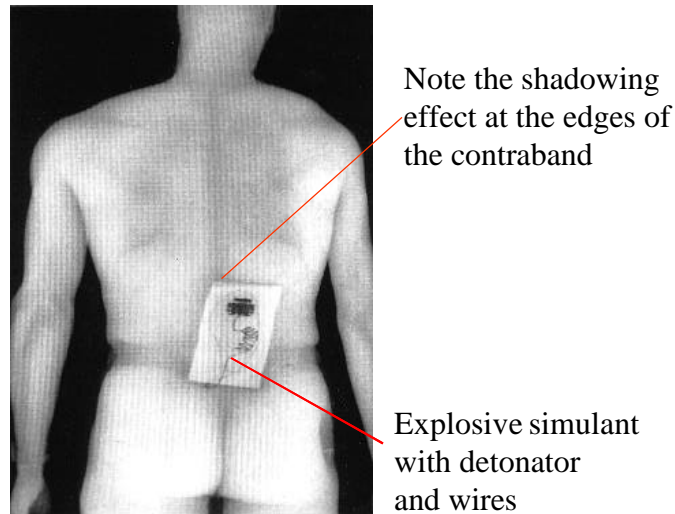 Note the shadowing
effect at the edges of
the contraband
Explosive simulant
with detonator
and wires